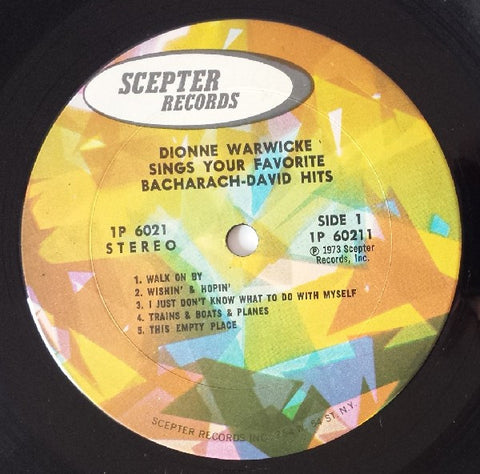 SCEPTER
RECORDS
DIONNE WARWICKE
SINGS YOUR FAVORITE
BACHARACH-DAVID HITS
1P 6021
STEREO
SIDE 1
1P 60211
℗ 1973 Scepter
Records, Inc.
1. WALK ON BY
2. WISHIN' & HOPIN'
3. I JUST DON'T KNOW WHAT TO DO WITH MYSELF
4. TRAINS & BOATS & PLANES
5. THIS EMPTY PLACE
SCEPTER RECORDS INC. 54 ST. N.Y.